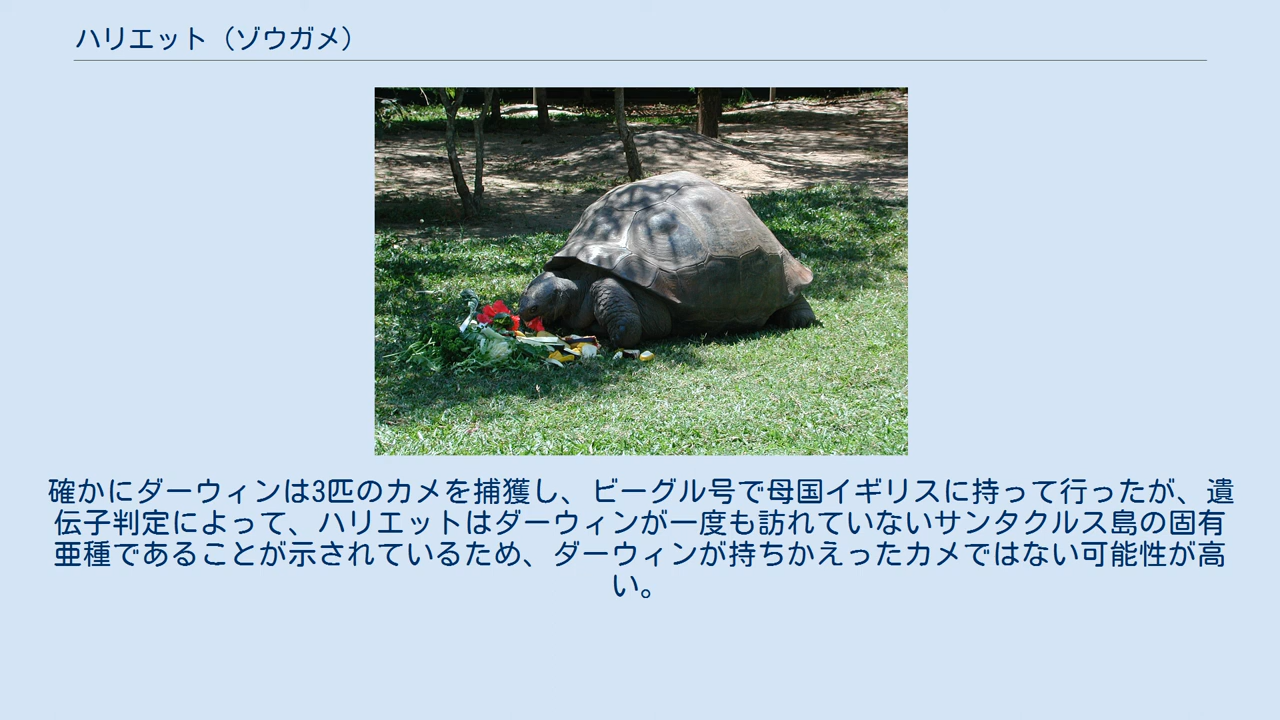 ハリエット（ゾウガメ）
確かにダーウィンは3匹のカメを捕獲し、ビーグル号で母国イギリスに持って行ったが、遺
伝子判定によって、ハリエットはダーウィンが一度も訪れていないサンタクルス島の固有
亜種であることが示されているため、ダーウィンが持ちかえったカメではない可能性が高
い。